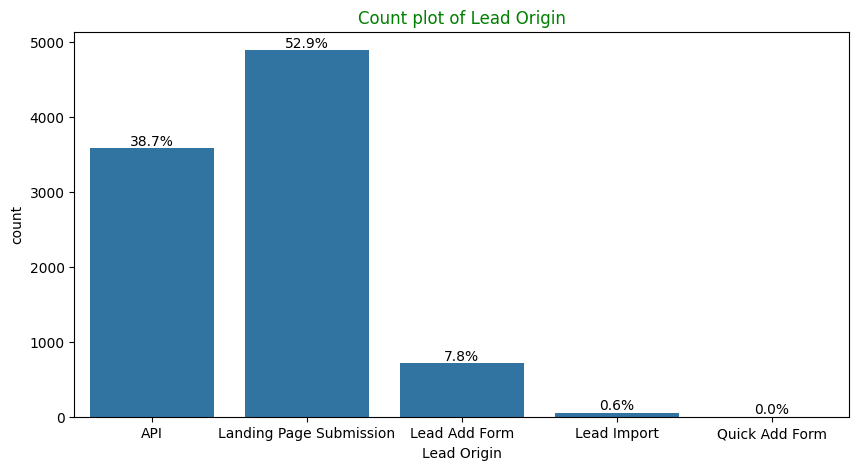 Count plot of Lead Origin
5000
4000
3000
2000
1000
0
count
38.7%
52.9%
7.8%
0.6%
0.0%
API
Landing Page Submission
Lead Add Form
Lead Import
Quick Add Form
Lead Origin